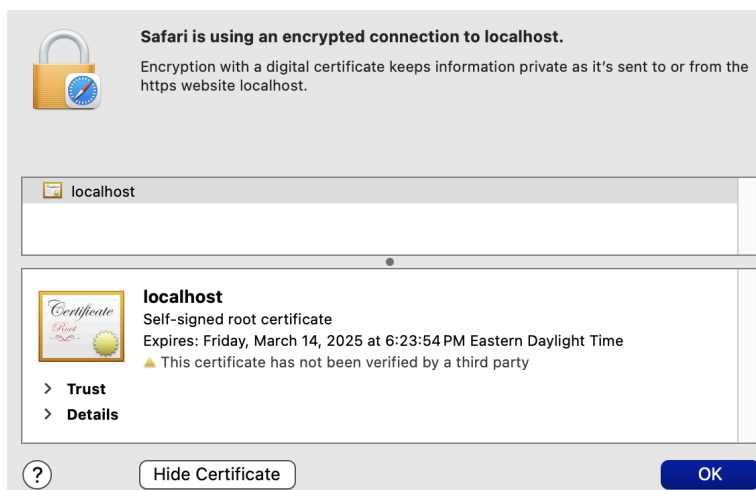 Safari is using an encrypted connection to localhost.
Encryption with a digital certificate keeps information private as it’s sent to or from the
https website localhost.
localhost
Certificate
Root
localhost
Self-signed root certificate
Expires: Friday, March 14, 2025 at 6:23:54 PM Eastern Daylight Time
This certificate has not been verified by a third party
> Trust
> Details
?
Hide Certificate
OK